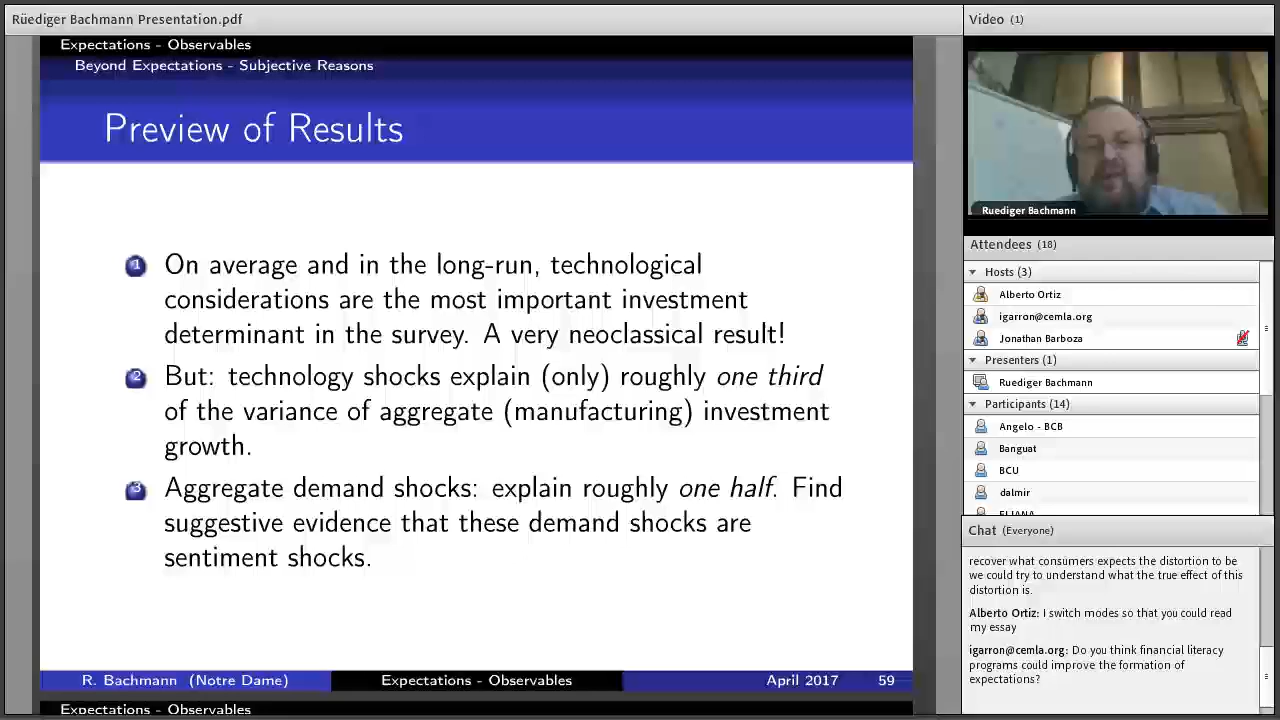 Rüediger Bachmann Presentation.pdf
Expectations - Observables
Beyond Expectations - Subjective Reasons
Preview of Results
1 On average and in the long-run, technological
considerations are the most important investment
determinant in the survey. A very neoclassical result!
2 But: technology shocks explain (only) roughly one third
of the variance of aggregate (manufacturing) investment
growth.
3 Aggregate demand shocks: explain roughly one half. Find
suggestive evidence that these demand shocks are
sentiment shocks.
R. Bachmann (Notre Dame)
Expectations - Observables
April 2017 59
Expectations - Observables
Video (1)
Ruediger Bachmann
Attendees (18)
Hosts (3)
Alberto Ortiz
igarron@cemla.org
Jonathan Barboza
Presenters (1)
Ruediger Bachmann
Participants (14)
Angelo - BCB
Banguat
BCU
dalmir
ELIANA
Chat (Everyone)
recover what consumers expects the distortion to be
we could try to understand what the true effect of this
distortion is.
Alberto Ortiz: I switch modes so that you could read
my essay
igarron@cemla.org: Do you think financial literacy
programs could improve the formation of
expectations?